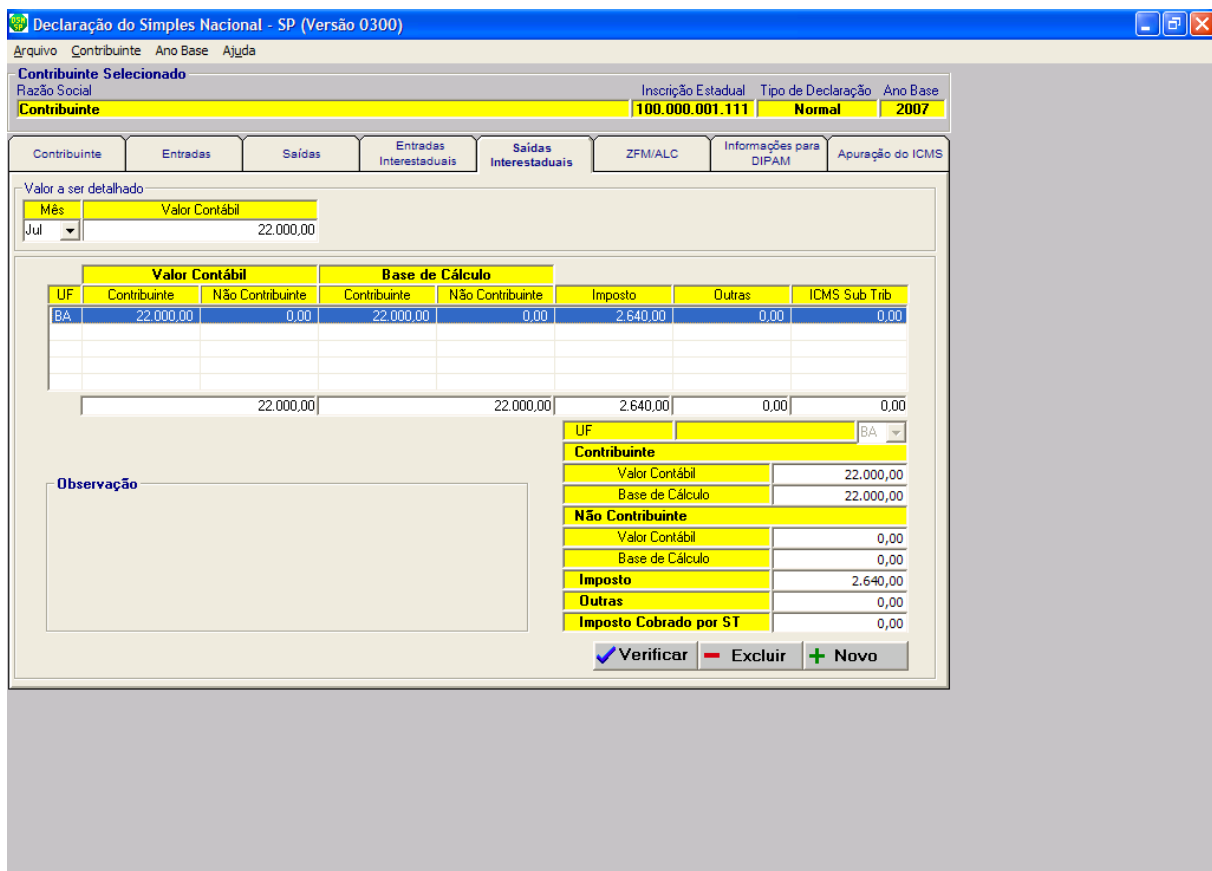 Declaração do Simples Nacional - SP (Versão 0300)
Arquivo Contribuinte Ano Base Ajuda
Contribuinte Selecionado
Razão Social Inscrição Estadual Tipo de Declaração Ano Base
Contribuinte 100.000.001.111 Normal 2007
Contribuinte Entradas Saídas Entradas Interestaduais Saídas Interestaduais ZFM/ALC Informações para DIPAM Apuração do ICMS
Valor a ser detalhado
Mês Valor Contábil
Jul 22.000,00
Valor Contábil Base de Cálculo
UF Contribuinte Não Contribuinte Contribuinte Não Contribuinte Imposto Outras ICMS Sub Trib
BA 22.000,00 0,00 22.000,00 0,00 2.640,00 0,00 0,00
22.000,00 22.000,00 2.640,00 0,00 0,00
UF BA
Contribuinte
Valor Contábil 22.000,00
Base de Cálculo 22.000,00
Não Contribuinte
Valor Contábil 0,00
Base de Cálculo 0,00
Imposto 2.640,00
Outras 0,00
Imposto Cobrado por ST 0,00
Observação
Verificar Excluir Novo